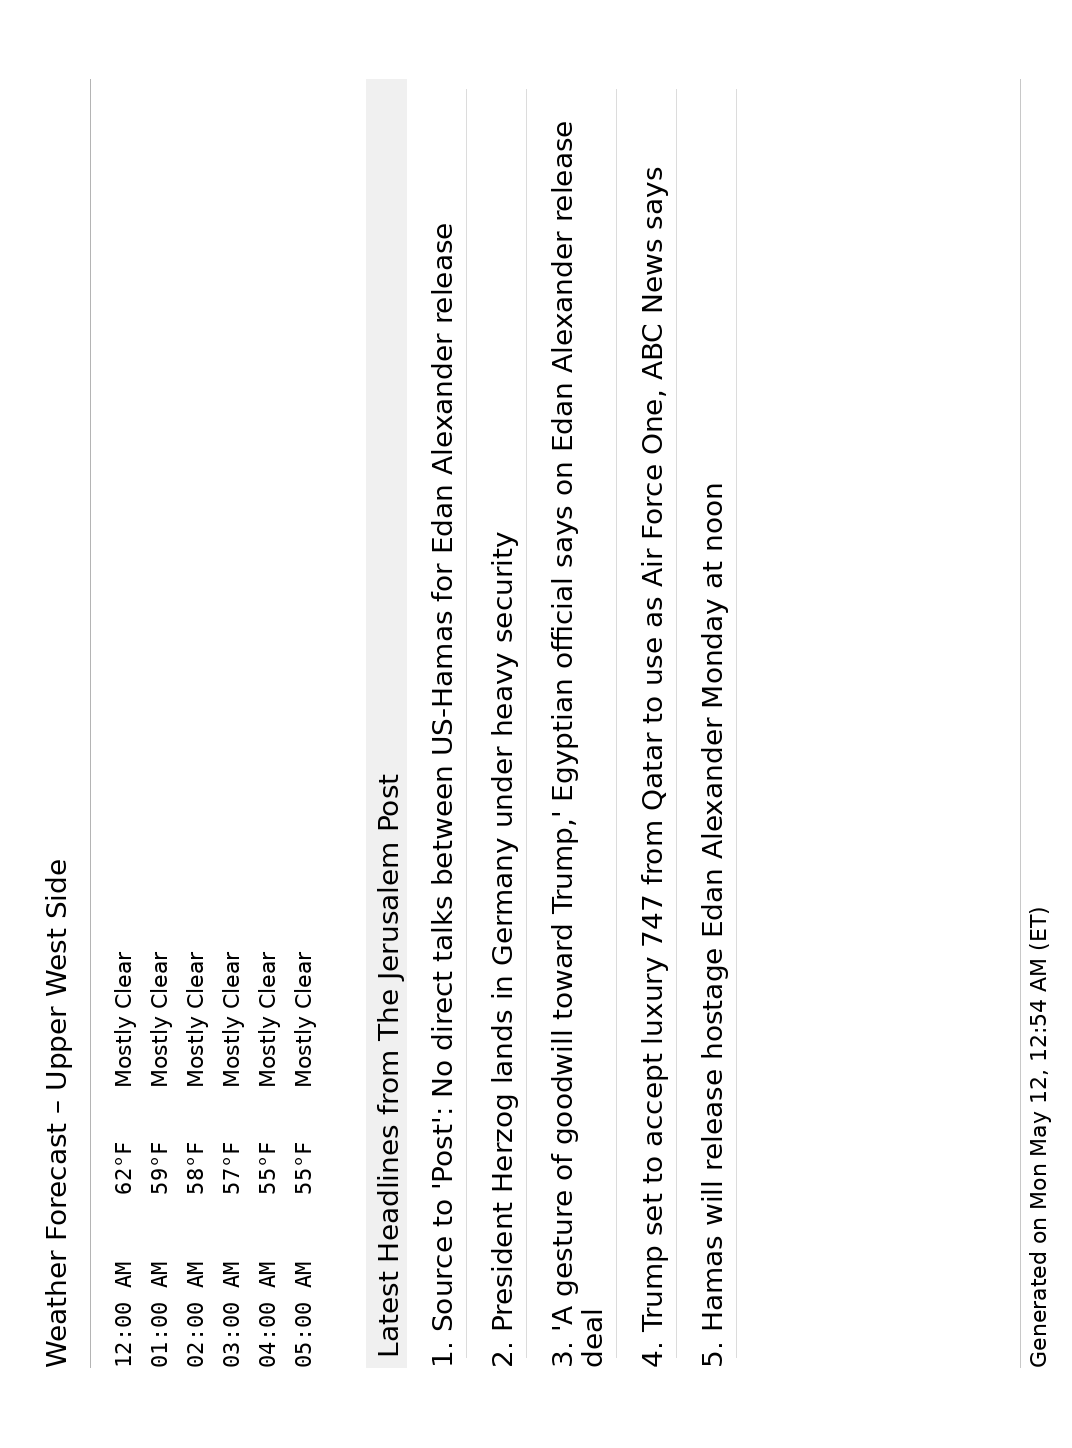 Weather Forecast – Upper West Side
12:00 AM 62°F Mostly Clear
01:00 AM 59°F Mostly Clear
02:00 AM 58°F Mostly Clear
03:00 AM 57°F Mostly Clear
04:00 AM 55°F Mostly Clear
05:00 AM 55°F Mostly Clear
Latest Headlines from The Jerusalem Post
1. Source to 'Post': No direct talks between US-Hamas for Edan Alexander release
2. President Herzog lands in Germany under heavy security
3. 'A gesture of goodwill toward Trump,' Egyptian official says on Edan Alexander release
deal
4. Trump set to accept luxury 747 from Qatar to use as Air Force One, ABC News says
5. Hamas will release hostage Edan Alexander Monday at noon
Generated on Mon May 12, 12:54 AM (ET)